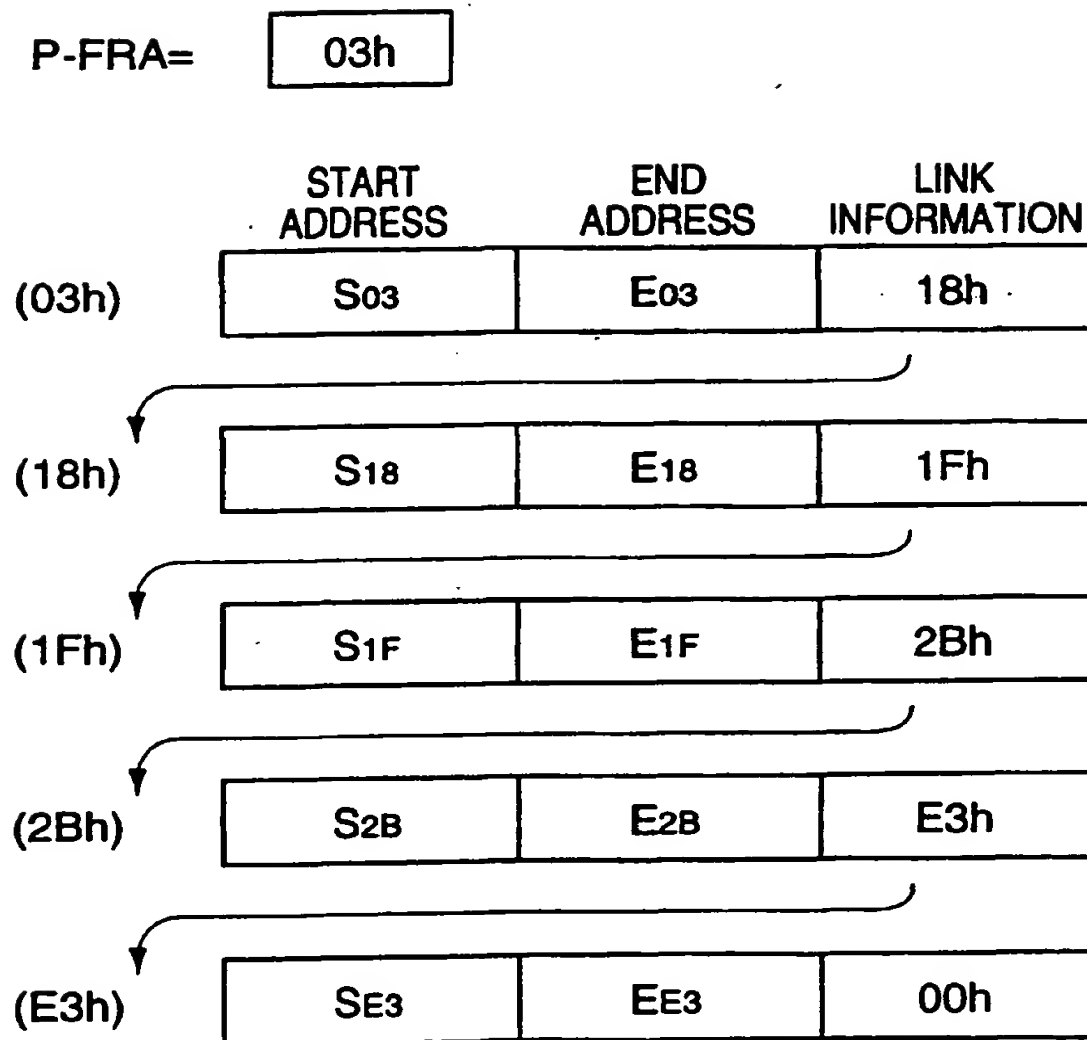 P-FRA= 03h
START ADDRESS END ADDRESS LINK INFORMATION
(03h) S03 E03 18h
(18h) S18 E18 1Fh
(1Fh) S1F E1F 2Bh
(2Bh) S2B E2B E3h
(E3h) SE3 EE3 00h